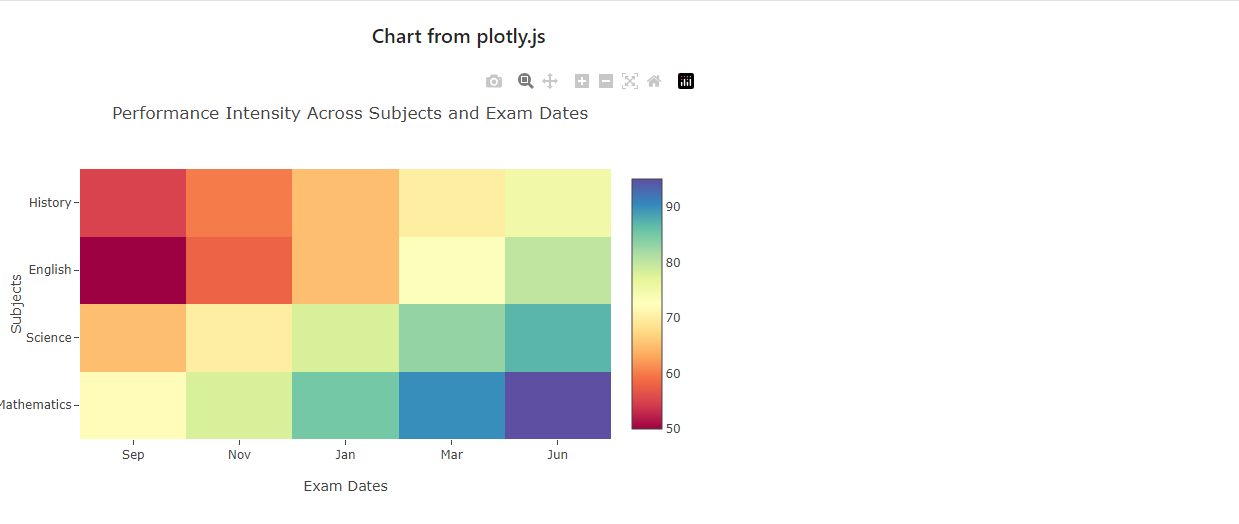 Chart from plotly.js
Performance Intensity Across Subjects and Exam Dates
Subjects
History
English
Science
Mathematics
Sep Nov Jan Mar Jun
Exam Dates
90
80
70
60
50